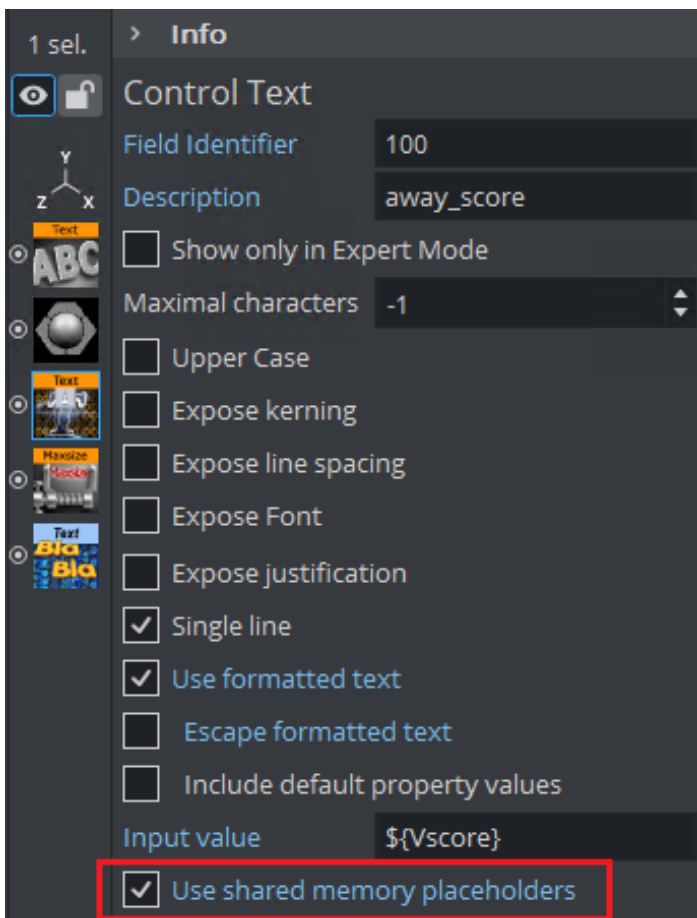 1 sel.
Info
Control Text
Field Identifier 100
Description away_score
Show only in Expert Mode
Maximal characters -1
Upper Case
Expose kerning
Expose line spacing
Expose Font
Expose justification
Single line
Use formatted text
Escape formatted text
Include default property values
Input value ${Vscore}
Use shared memory placeholders
Y
Z X
Text
ABC
Text
Maxsize
Maxsize
Text
Bla
Bla